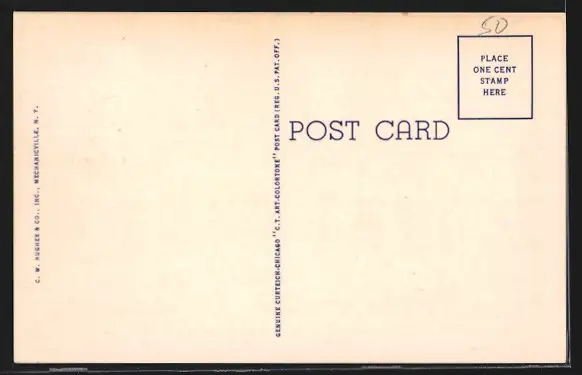 50
PLACE
ONE CENT
STAMP
HERE
POST CARD
GENUINE CURTEICH-CHICAGO "C.T. ART-COLORTONE" POST CARD (REG. U.S. PAT. OFF.)
C. W. HUGHES & CO., INC., MECHANICVILLE, N. Y.